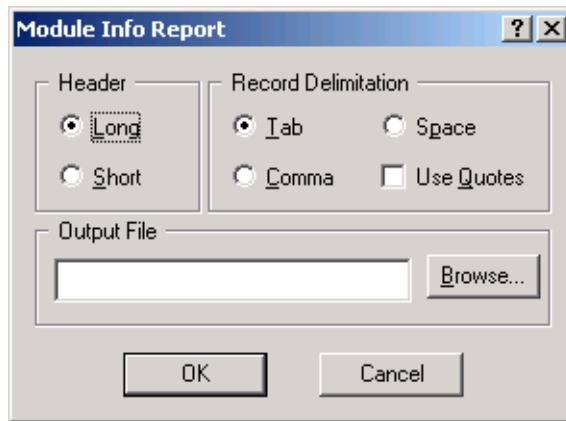 Module Info Report ? X
Header Record Delimitation
Long Tab Space
Short Comma Use Quotes
Output File
Browse...
OK Cancel